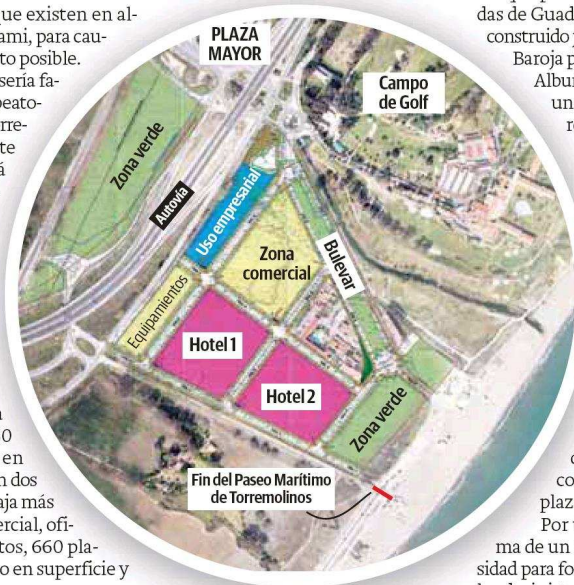 que existen en al-
ami, para cau-
to posible.
sería fa-
peato-
rre-
te
á
das de Guad
construido
Baroja p
Albur
un
re
PLAZA
MAYOR
Campo
de Golf
Zona verde
Autovía
Uso empresarial
Zona
comercial
Bulevar
Equipamientos
Hotel 1
Hotel 2
Zona verde
Fin del Paseo Marítimo
de Torremolinos
0
en
n dos
aja más
ercial, ofi-
tos, 660 pla-
o en superficie y
co
plaz
Por
ma de un
sidad para fo